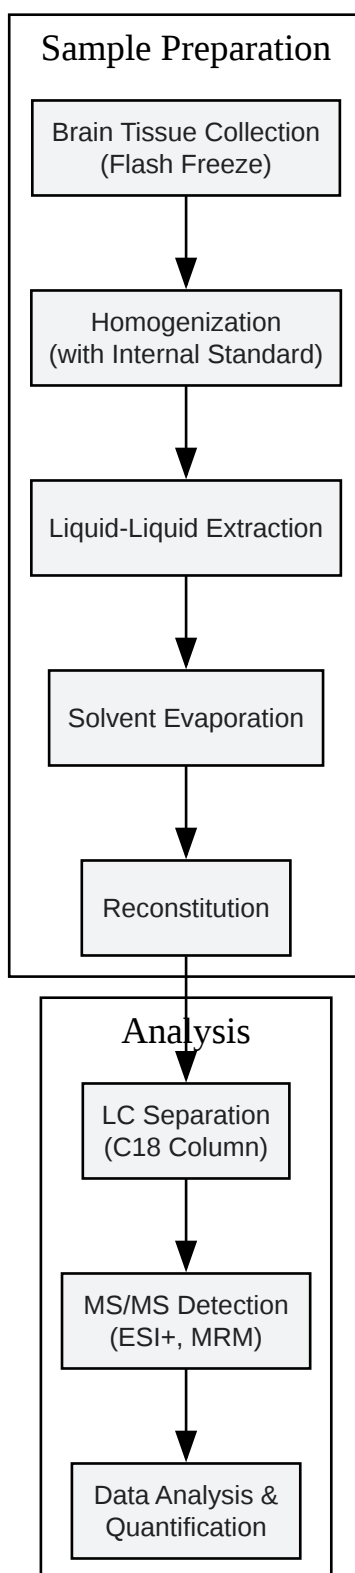 Sample Preparation
Brain Tissue Collection
(Flash Freeze)
Homogenization
(with Internal Standard)
Liquid-Liquid Extraction
Solvent Evaporation
Reconstitution
Analysis
LC Separation
(C18 Column)
MS/MS Detection
(ESI+, MRM)
Data Analysis &
Quantification